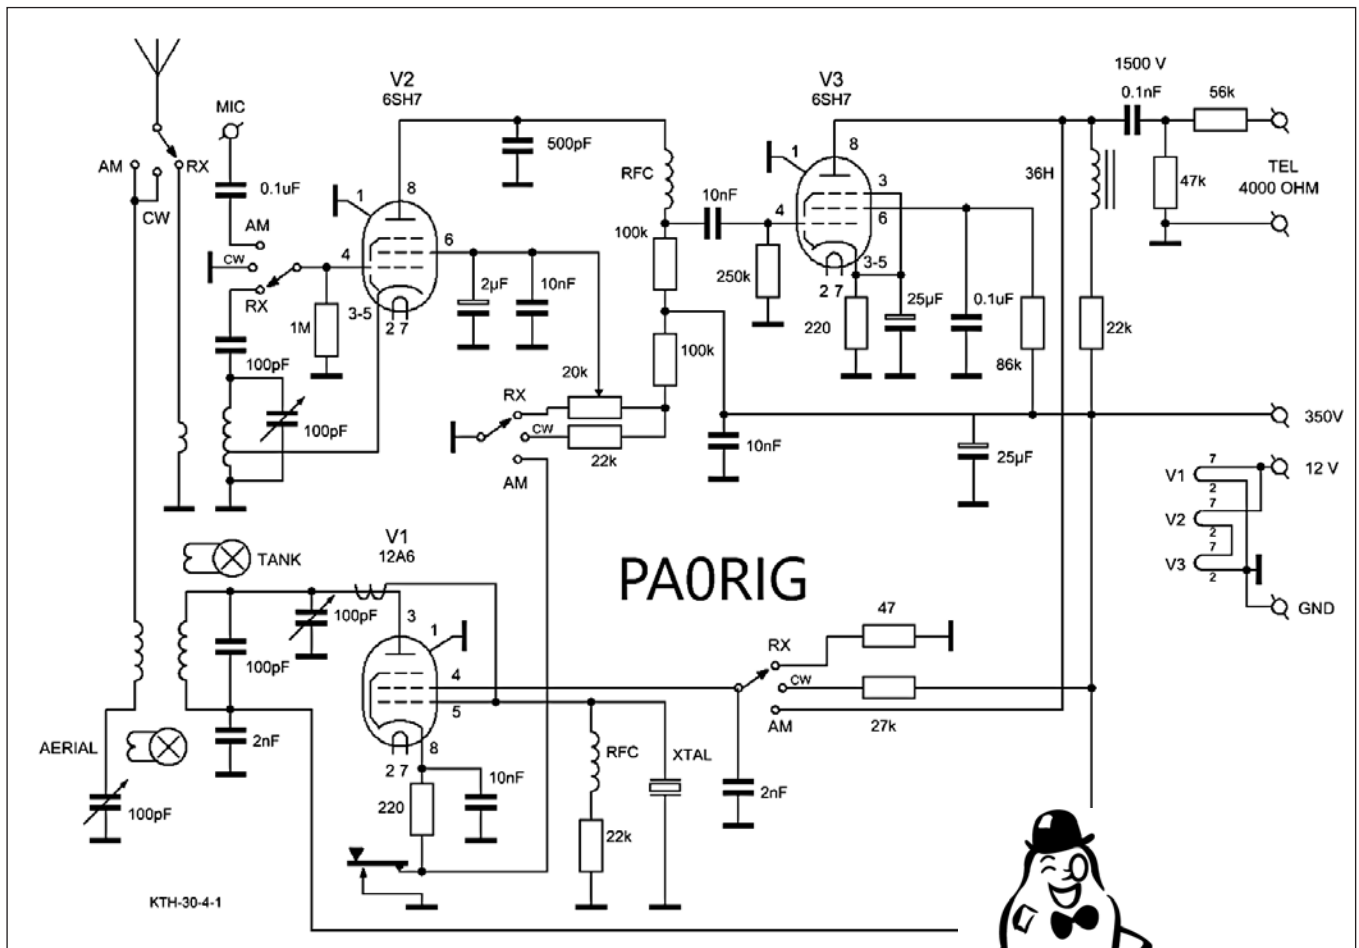 1500 V
V2
6SH7
V3
6SH7
0.1nF
56k
MIC
500pF
8
1
AM
RX
0.1uF
CW
RFC
10nF
36H
47k
TEL
4000 OHM
1
8
3
6
4
AM
CW
RX
4
6
100k
250k
3-5
2 7
2µF
10nF
1M
3-5
2 7
220
25µF
0.1uF
86k
22k
100pF
100k
20k
100pF
RX
CW
22k
AM
10nF
25µF
350V
12 V
V1
7
2
V2
7
2
V3
7
2
GND
V1
12A6
TANK
PA0RIG
100pF
3
1
47
RX
100pF
4
5
CW
AM
27k
AERIAL
2nF
8
2 7
10nF
RFC
XTAL
2nF
100pF
220
22k
KTH-30-4-1